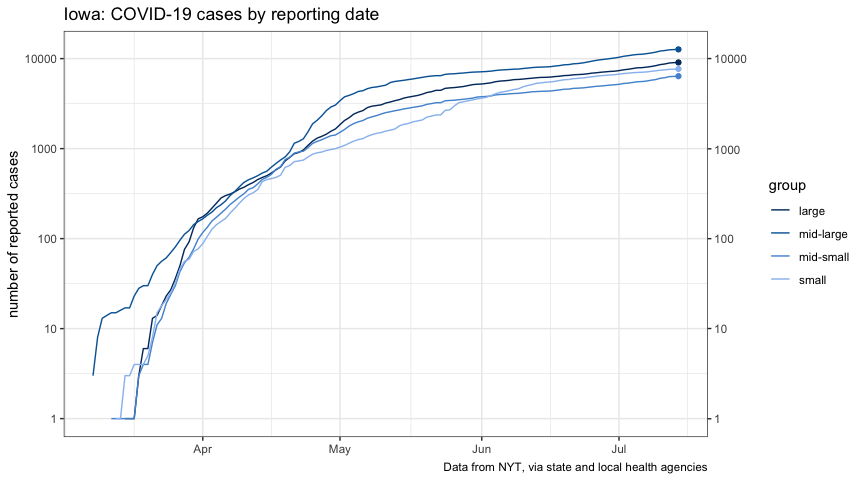 Iowa: COVID-19 cases by reporting date
number of reported cases
10000
1000
100
10
1
10000
1000
100
10
1
Apr
May
Jun
Jul
group
large
mid-large
mid-small
small
Data from NYT, via state and local health agencies